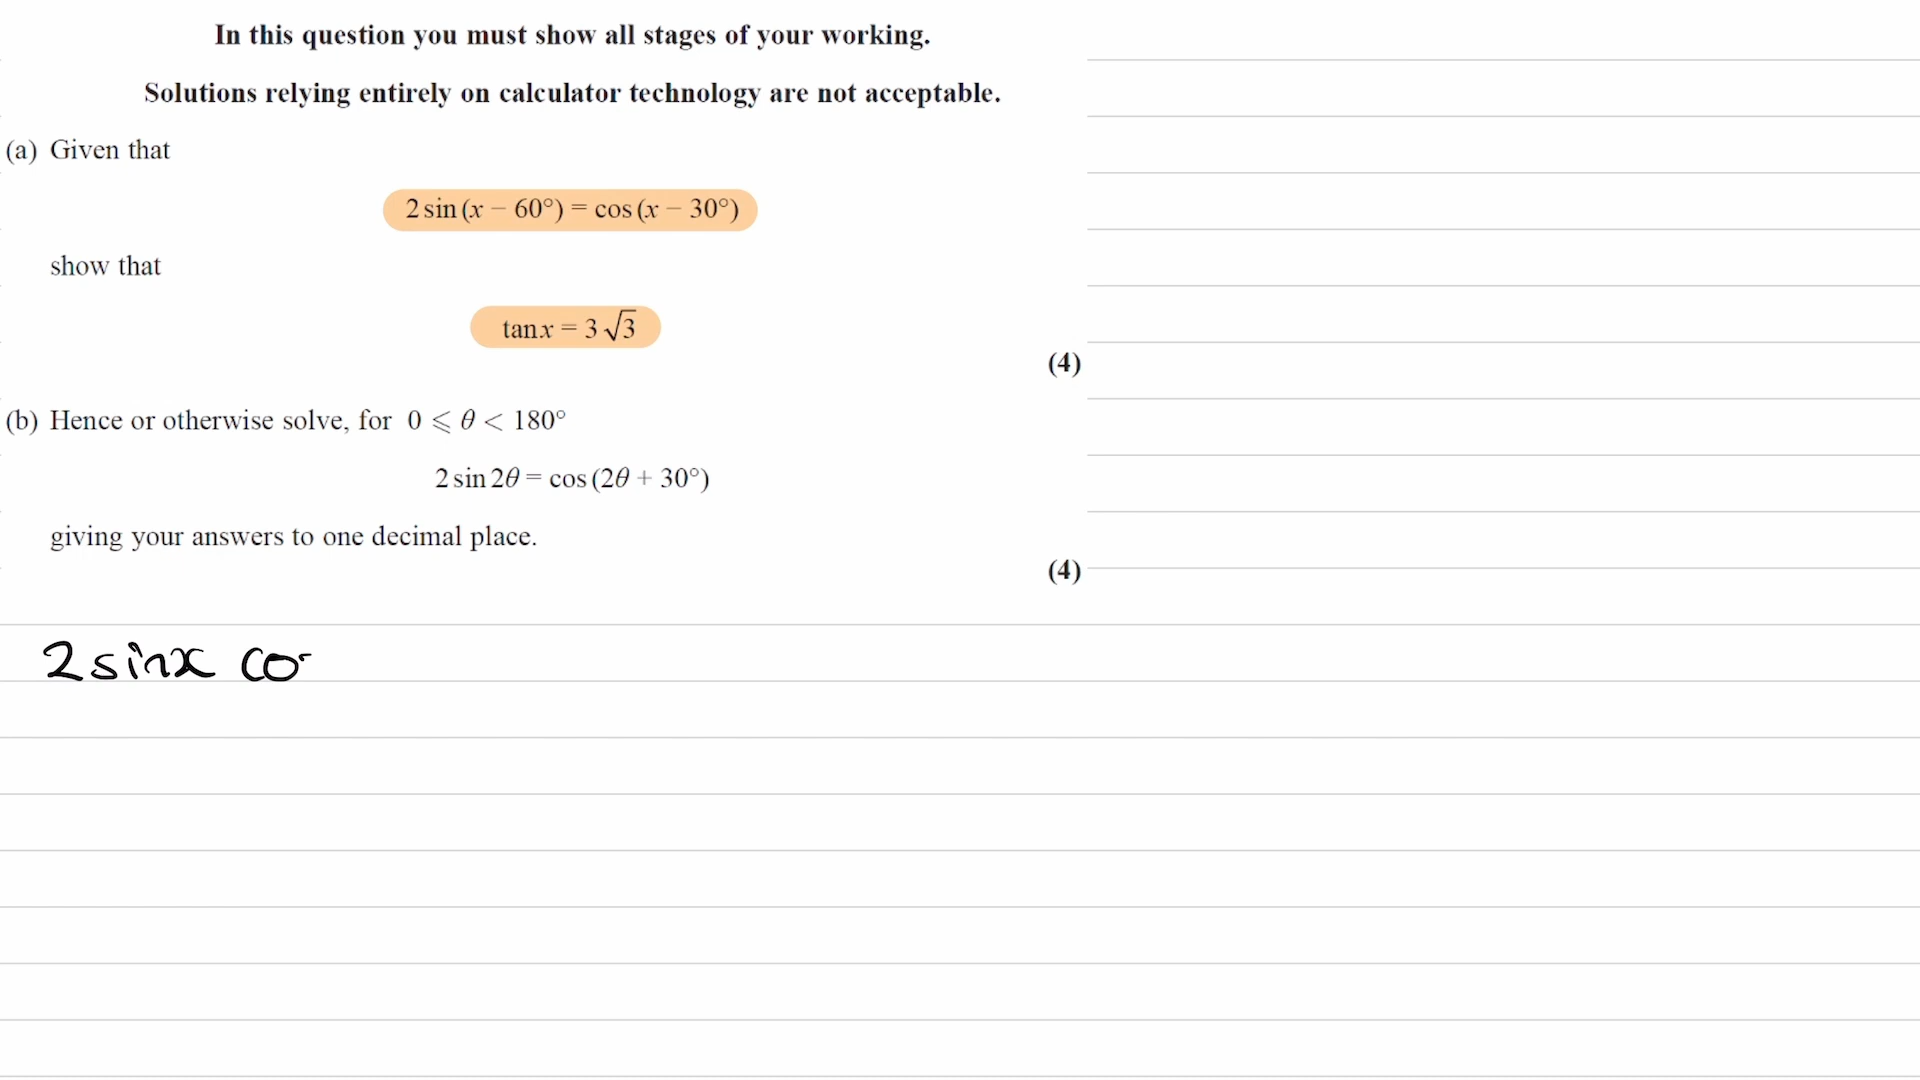 In this question you must show all stages of your working.
Solutions relying entirely on calculator technology are not acceptable.
(a) Given that
2 sin (x − 60°) = cos (x − 30°)
show that
tan x = 3√3
(4)
(b) Hence or otherwise solve, for 0 ⩽ θ < 180°
2 sin 2θ = cos (2θ + 30°)
giving your answers to one decimal place.
(4)
2 sinx co